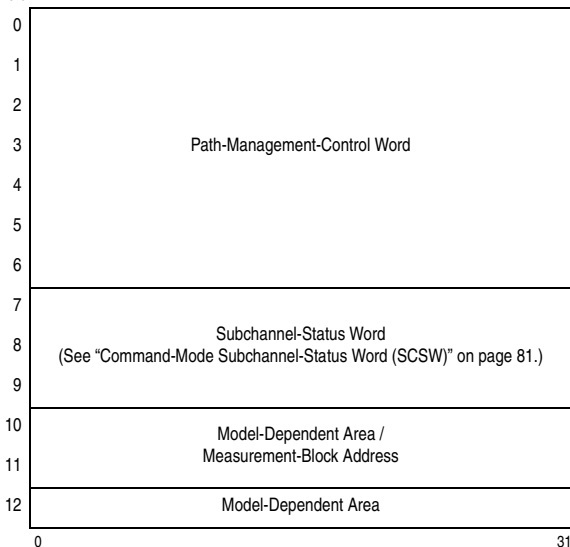 0
1
2
3 Path-Management-Control Word
4
5
6
7
Subchannel-Status Word
8
(See “Command-Mode Subchannel-Status Word (SCSW)” on page 81.)
9
10
Model-Dependent Area /
Measurement-Block Address
11
12 Model-Dependent Area
0 31